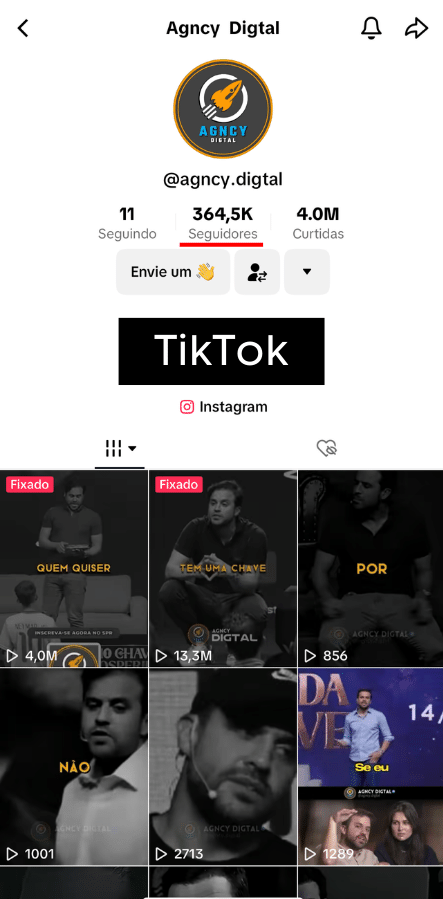 Agncy Digtal
AGNCY
DIGTAL
@agncy.digtal
11 364,5K 4.0M
Seguindo Seguidores Curtidas
Envie um 👋
TikTok
Instagram
Fixado
QUEM QUISER
INSCREVA-SE AGORA NO SITE
4,0M
Fixado
TEM UMA CHAVE
AGNCY
DIGTAL
13,3M
POR
AGNCY DIGTAL
856
NÃO
AGNCY DIGTAL
1001
AGNCY DIGTAL
2713
14/
Se eu
AGNCY DIGTAL
1289